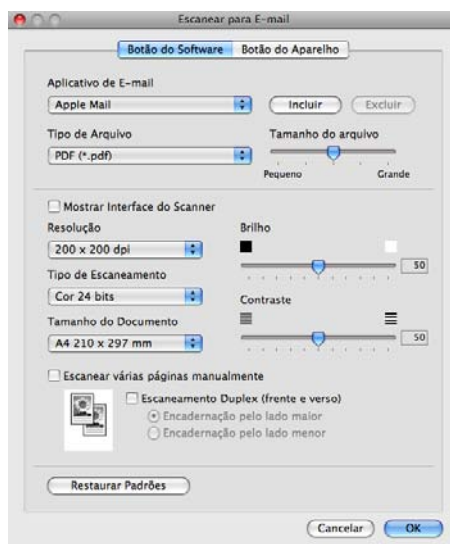 Escanear para E-mail
Botão do Software Botão do Aparelho
Aplicativo de E-mail
Apple Mail Incluir Excluir
Tipo de Arquivo Tamanho do arquivo
PDF (*.pdf)
Pequeno Grande
Mostrar Interface do Scanner
Resolução Brilho
200 x 200 dpi
50
Tipo de Escaneamento
Cor 24 bits
Contraste
Tamanho do Documento
A4 210 x 297 mm
50
Escanear várias páginas manualmente
Escaneamento Duplex (frente e verso)
Encadernação pelo lado maior
Encadernação pelo lado menor
Restaurar Padrões
Cancelar OK